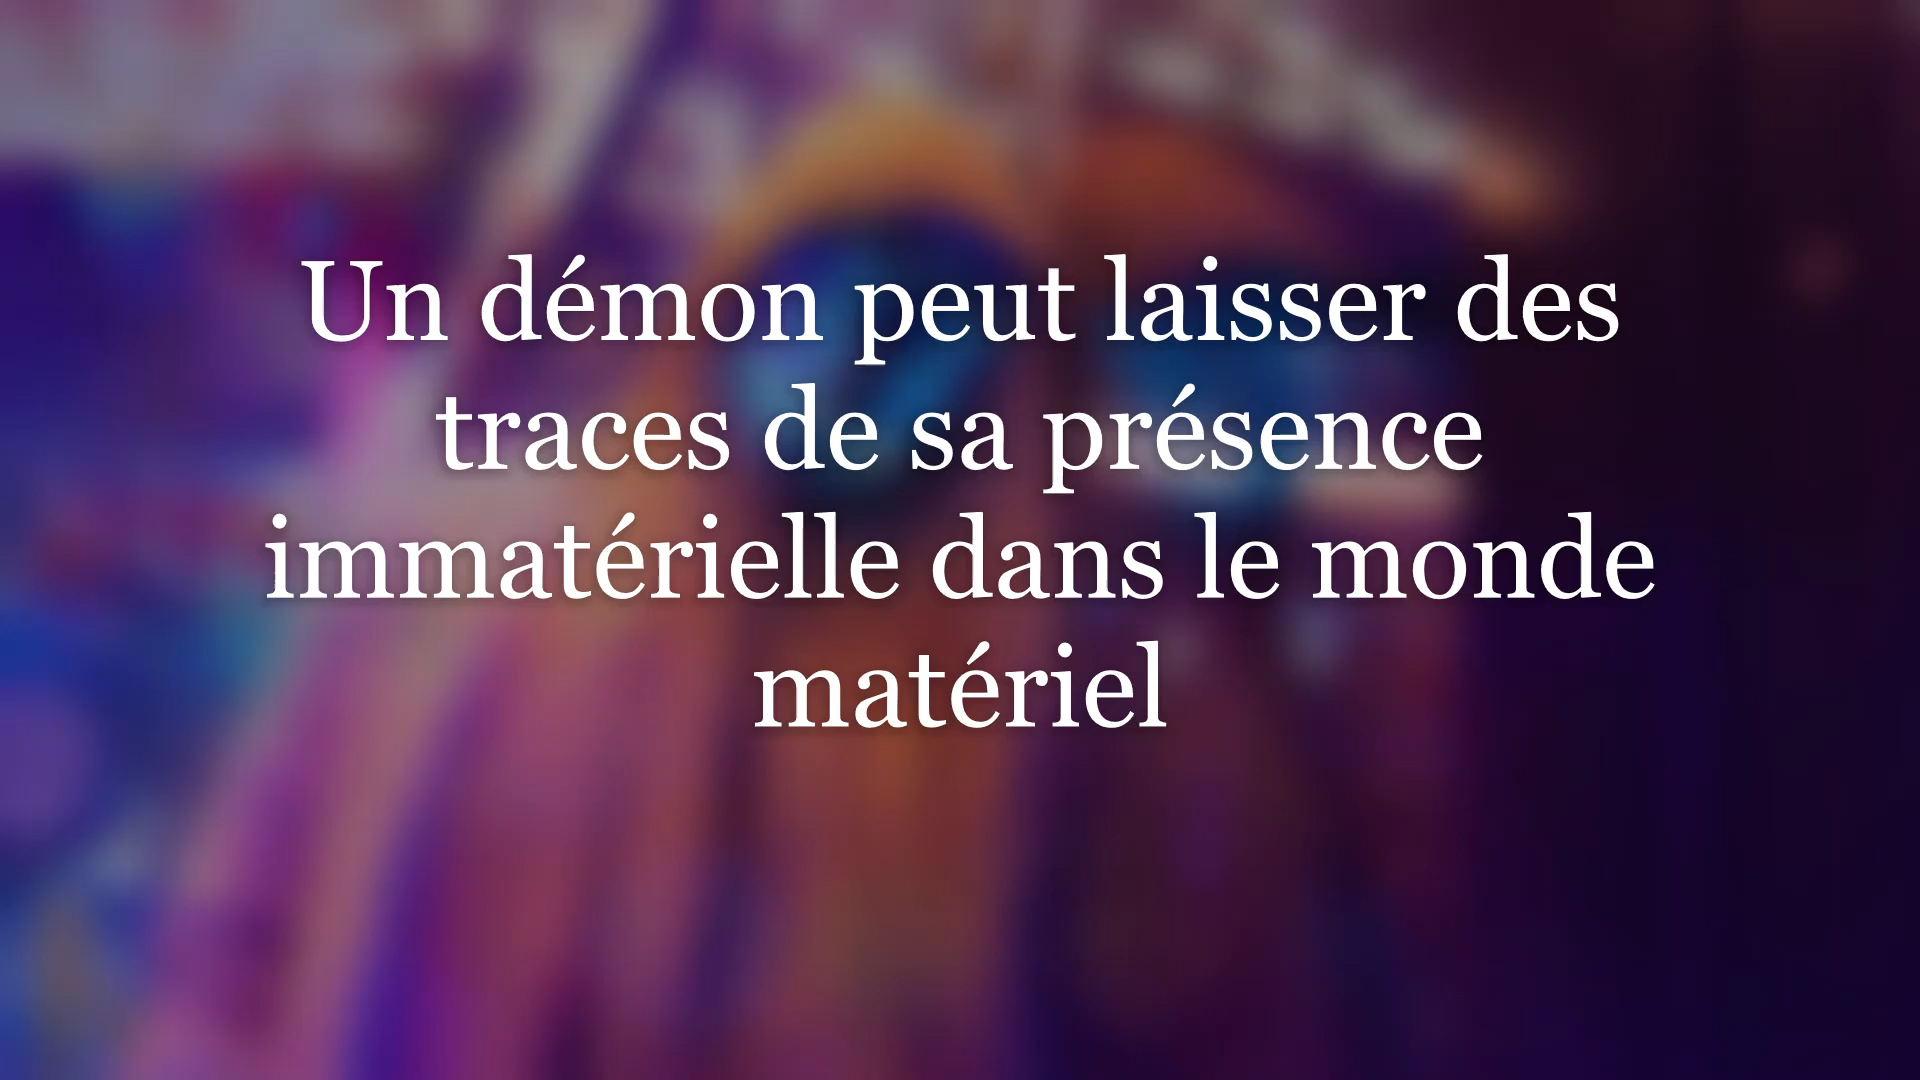 Un démon peut laisser des
traces de sa présence
immatérielle dans le monde
matériel